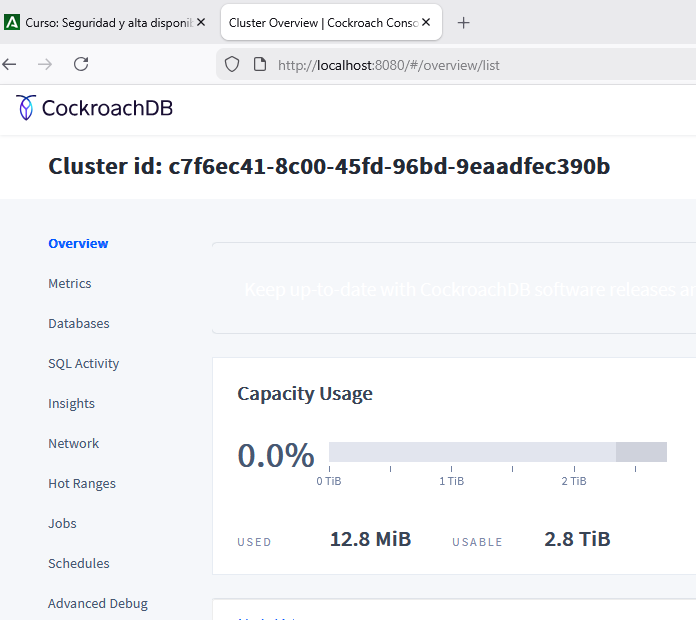 Curso: Seguridad y alta disponib
Cluster Overview | Cockroach Conso
http://localhost:8080/#/overview/list
CockroachDB
Cluster id: c7f6ec41-8c00-45fd-96bd-9eaadfec390b
Overview
Metrics
Databases
SQL Activity
Insights
Network
Hot Ranges
Jobs
Schedules
Advanced Debug
Keep up-to-date with CockroachDB software releases an
Capacity Usage
0.0%
0 TiB
1 TiB
2 TiB
USED
12.8 MiB
USABLE
2.8 TiB